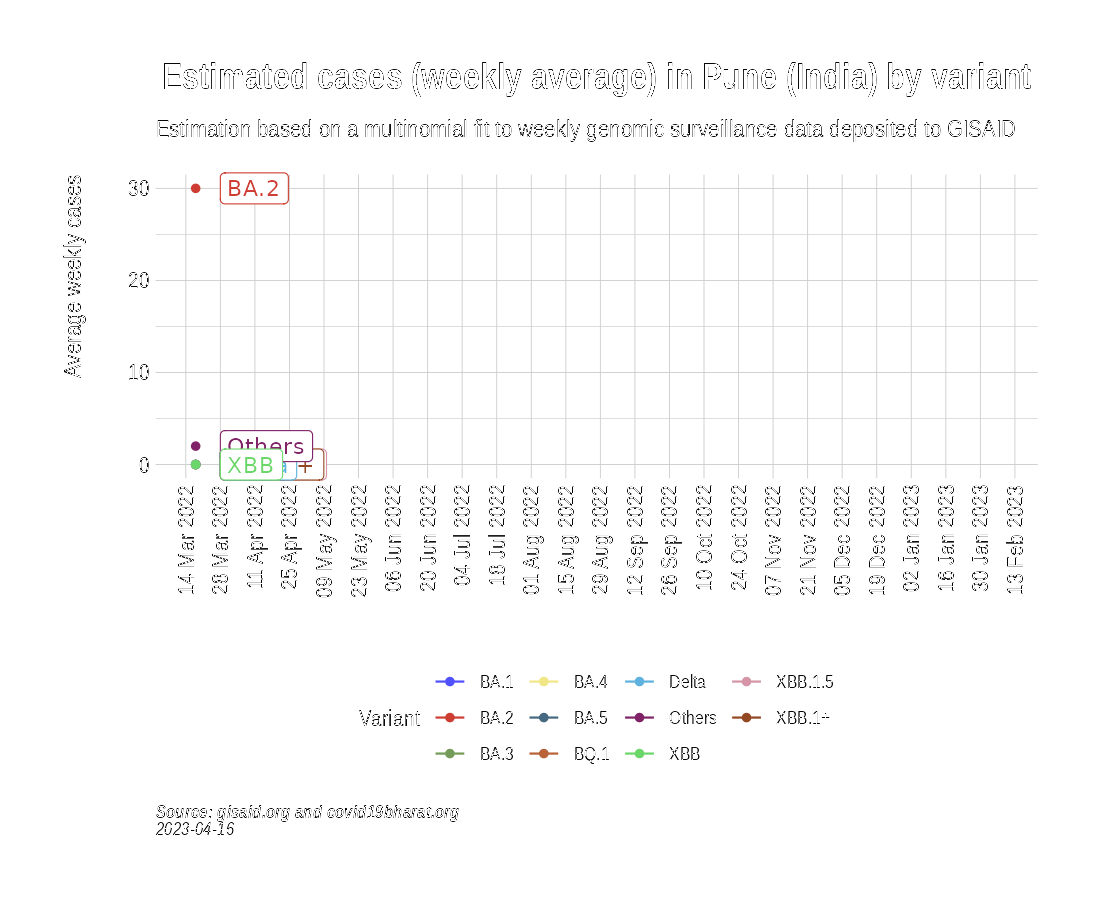 Estimated cases (weekly average) in Pune (India) by variant
Estimation based on a multinomial fit to weekly genomic surveillance data deposited to GISAID
Average weekly cases
30
20
10
0
BA.2
Others
XBB
+
14 Mar 2022
28 Mar 2022
11 Apr 2022
25 Apr 2022
09 May 2022
23 May 2022
06 Jun 2022
20 Jun 2022
04 Jul 2022
18 Jul 2022
01 Aug 2022
15 Aug 2022
29 Aug 2022
12 Sep 2022
26 Sep 2022
10 Oct 2022
24 Oct 2022
07 Nov 2022
21 Nov 2022
05 Dec 2022
19 Dec 2022
02 Jan 2023
16 Jan 2023
30 Jan 2023
13 Feb 2023
Variant
BA.1 BA.4 Delta XBB.1.5
BA.2 BA.5 Others XBB.1+
BA.3 BQ.1 XBB
Source: gisaid.org and covid19bharat.org
2023-04-16